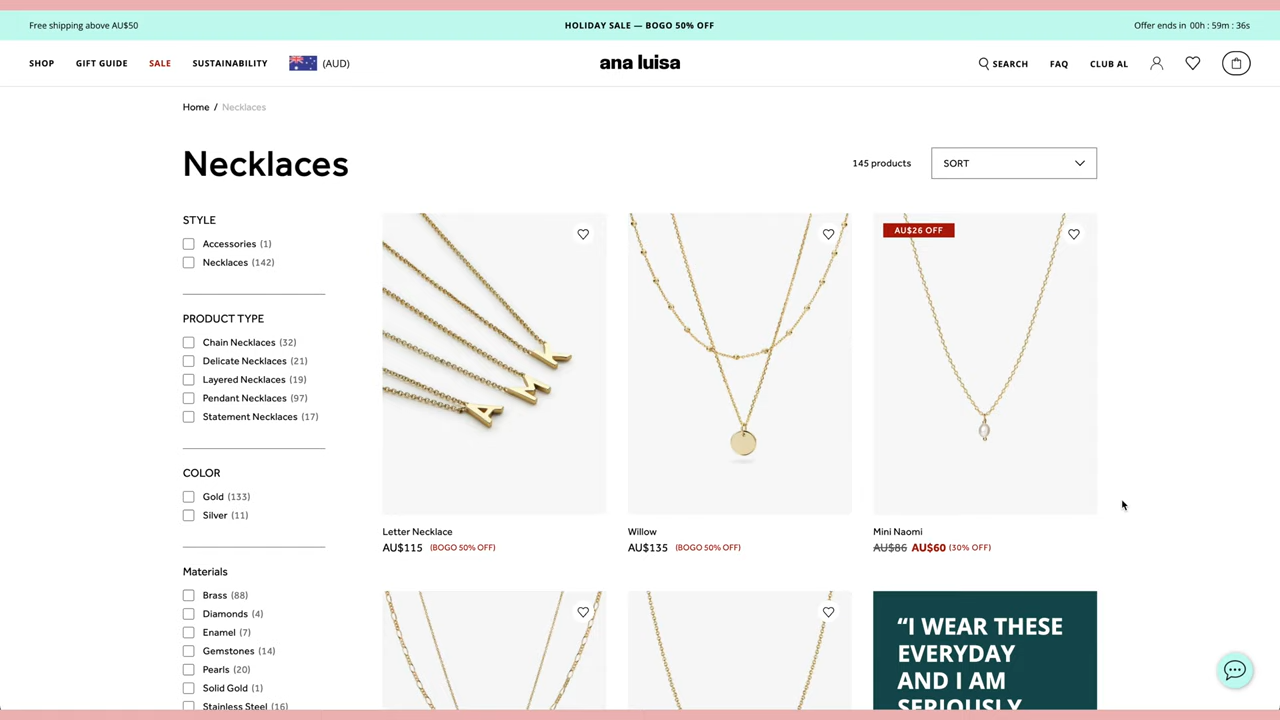 Free shipping above AU$50
HOLIDAY SALE — BOGO 50% OFF
Offer ends in 00h : 59m : 36s
SHOP GIFT GUIDE SALE SUSTAINABILITY (AUD)
ana luisa
SEARCH FAQ CLUB AL
Home / Necklaces
Necklaces
145 products
SORT
STYLE
Accessories (1)
Necklaces (142)
PRODUCT TYPE
Chain Necklaces (32)
Delicate Necklaces (21)
Layered Necklaces (19)
Pendant Necklaces (97)
Statement Necklaces (17)
COLOR
Gold (133)
Silver (11)
Materials
Brass (88)
Diamonds (4)
Enamel (7)
Gemstones (14)
Pearls (20)
Solid Gold (1)
Stainless Steel (16)
A M K
Letter Necklace
AU$115 (BOGO 50% OFF)
Willow
AU$135 (BOGO 50% OFF)
AU$26 OFF
Mini Naomi
AU$86 AU$60 (30% OFF)
“I WEAR THESE
EVERYDAY
AND I AM
SERIOUSLY